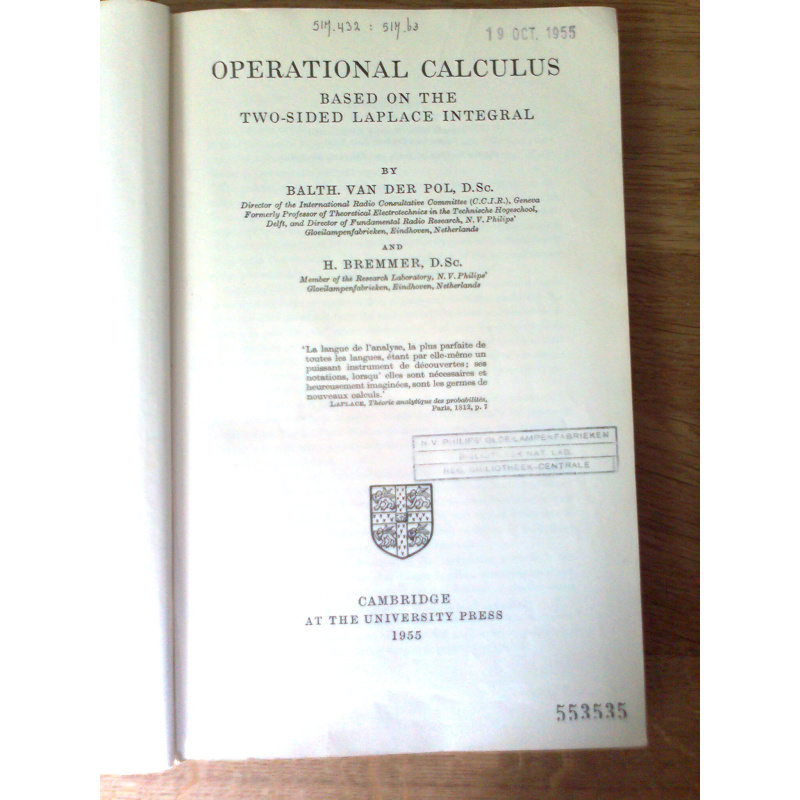 517.432 : 517.63
19 OCT. 1955
OPERATIONAL CALCULUS
BASED ON THE
TWO-SIDED LAPLACE INTEGRAL
BY
BALTH. VAN DER POL, D.Sc.
Director of the International Radio Consultative Committee (C.C.I.R.), Geneva
Formerly Professor of Theoretical Electrotechnics in the Technische Hogeschool,
Delft, and Director of Fundamental Radio Research, N. V. Philips'
Gloeilampenfabrieken, Eindhoven, Netherlands
AND
H. BREMMER, D.Sc.
Member of the Research Laboratory, N. V. Philips'
Gloeilampenfabrieken, Eindhoven, Netherlands
'La langue de l'analyse, la plus parfaite de
toutes les langues, étant par elle-même un
puissant instrument de découvertes; ses
notations, lorsqu' elles sont nécessaires et
heureusement imaginées, sont les germes de
nouveaux calculs.'
LAPLACE, Théorie analytique des probabilités,
Paris, 1812, p. 7
N.V. PHILIPS' GLOEILAMPENFABRIEKEN
BIBLIOTHEEK NAT. LAB.
BIBLIOTHEEK-CENTRALE
CAMBRIDGE
AT THE UNIVERSITY PRESS
1955
553535